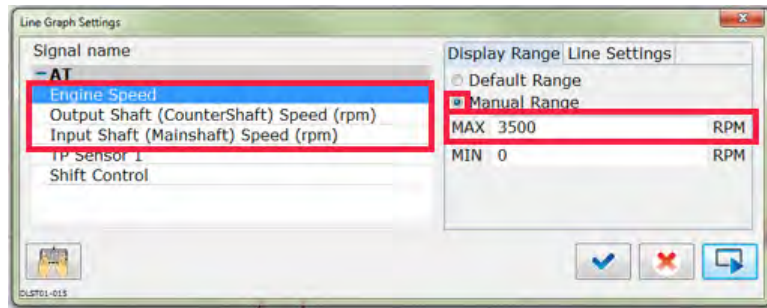 Line Graph Settings
Signal name
Display Range Line Settings
−AT
Default Range
Engine Speed
Manual Range
Output Shaft (CounterShaft) Speed (rpm)
MAX 3500 RPM
Input Shaft (Mainshaft) Speed (rpm)
TP Sensor 1
MIN 0 RPM
Shift Control
DLST01-01S